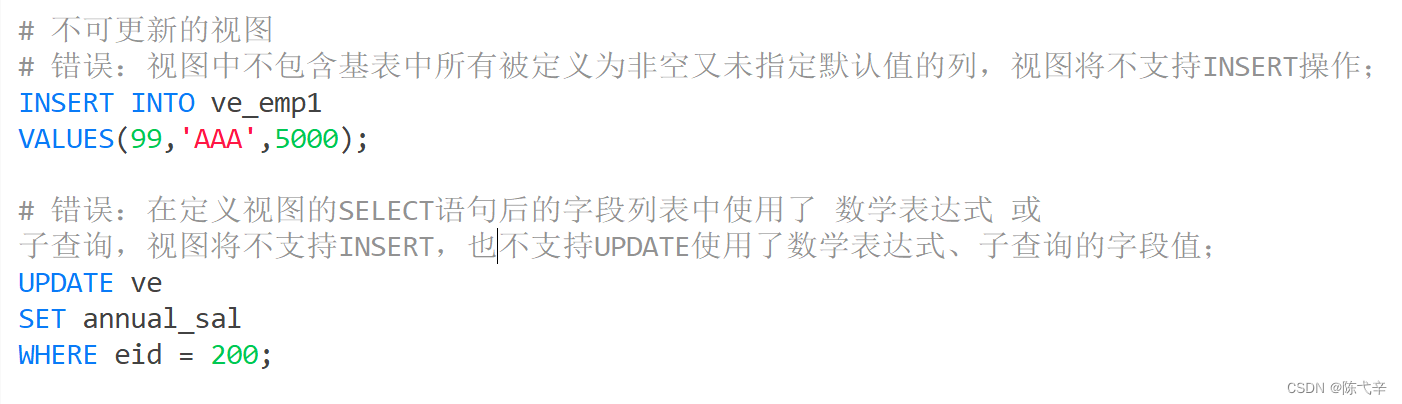 # 不可更新的视图
# 错误：视图中不包含基表中所有被定义为非空又未指定默认值的列，视图将不支持INSERT操作；
INSERT INTO ve_emp1
VALUES(99,'AAA',5000);
# 错误：在定义视图的SELECT语句后的字段列表中使用了 数学表达式 或
子查询，视图将不支持INSERT，也不支持UPDATE使用了数学表达式、子查询的字段值；
UPDATE ve
SET annual_sal
WHERE eid = 200;
CSDN @陈弋辛